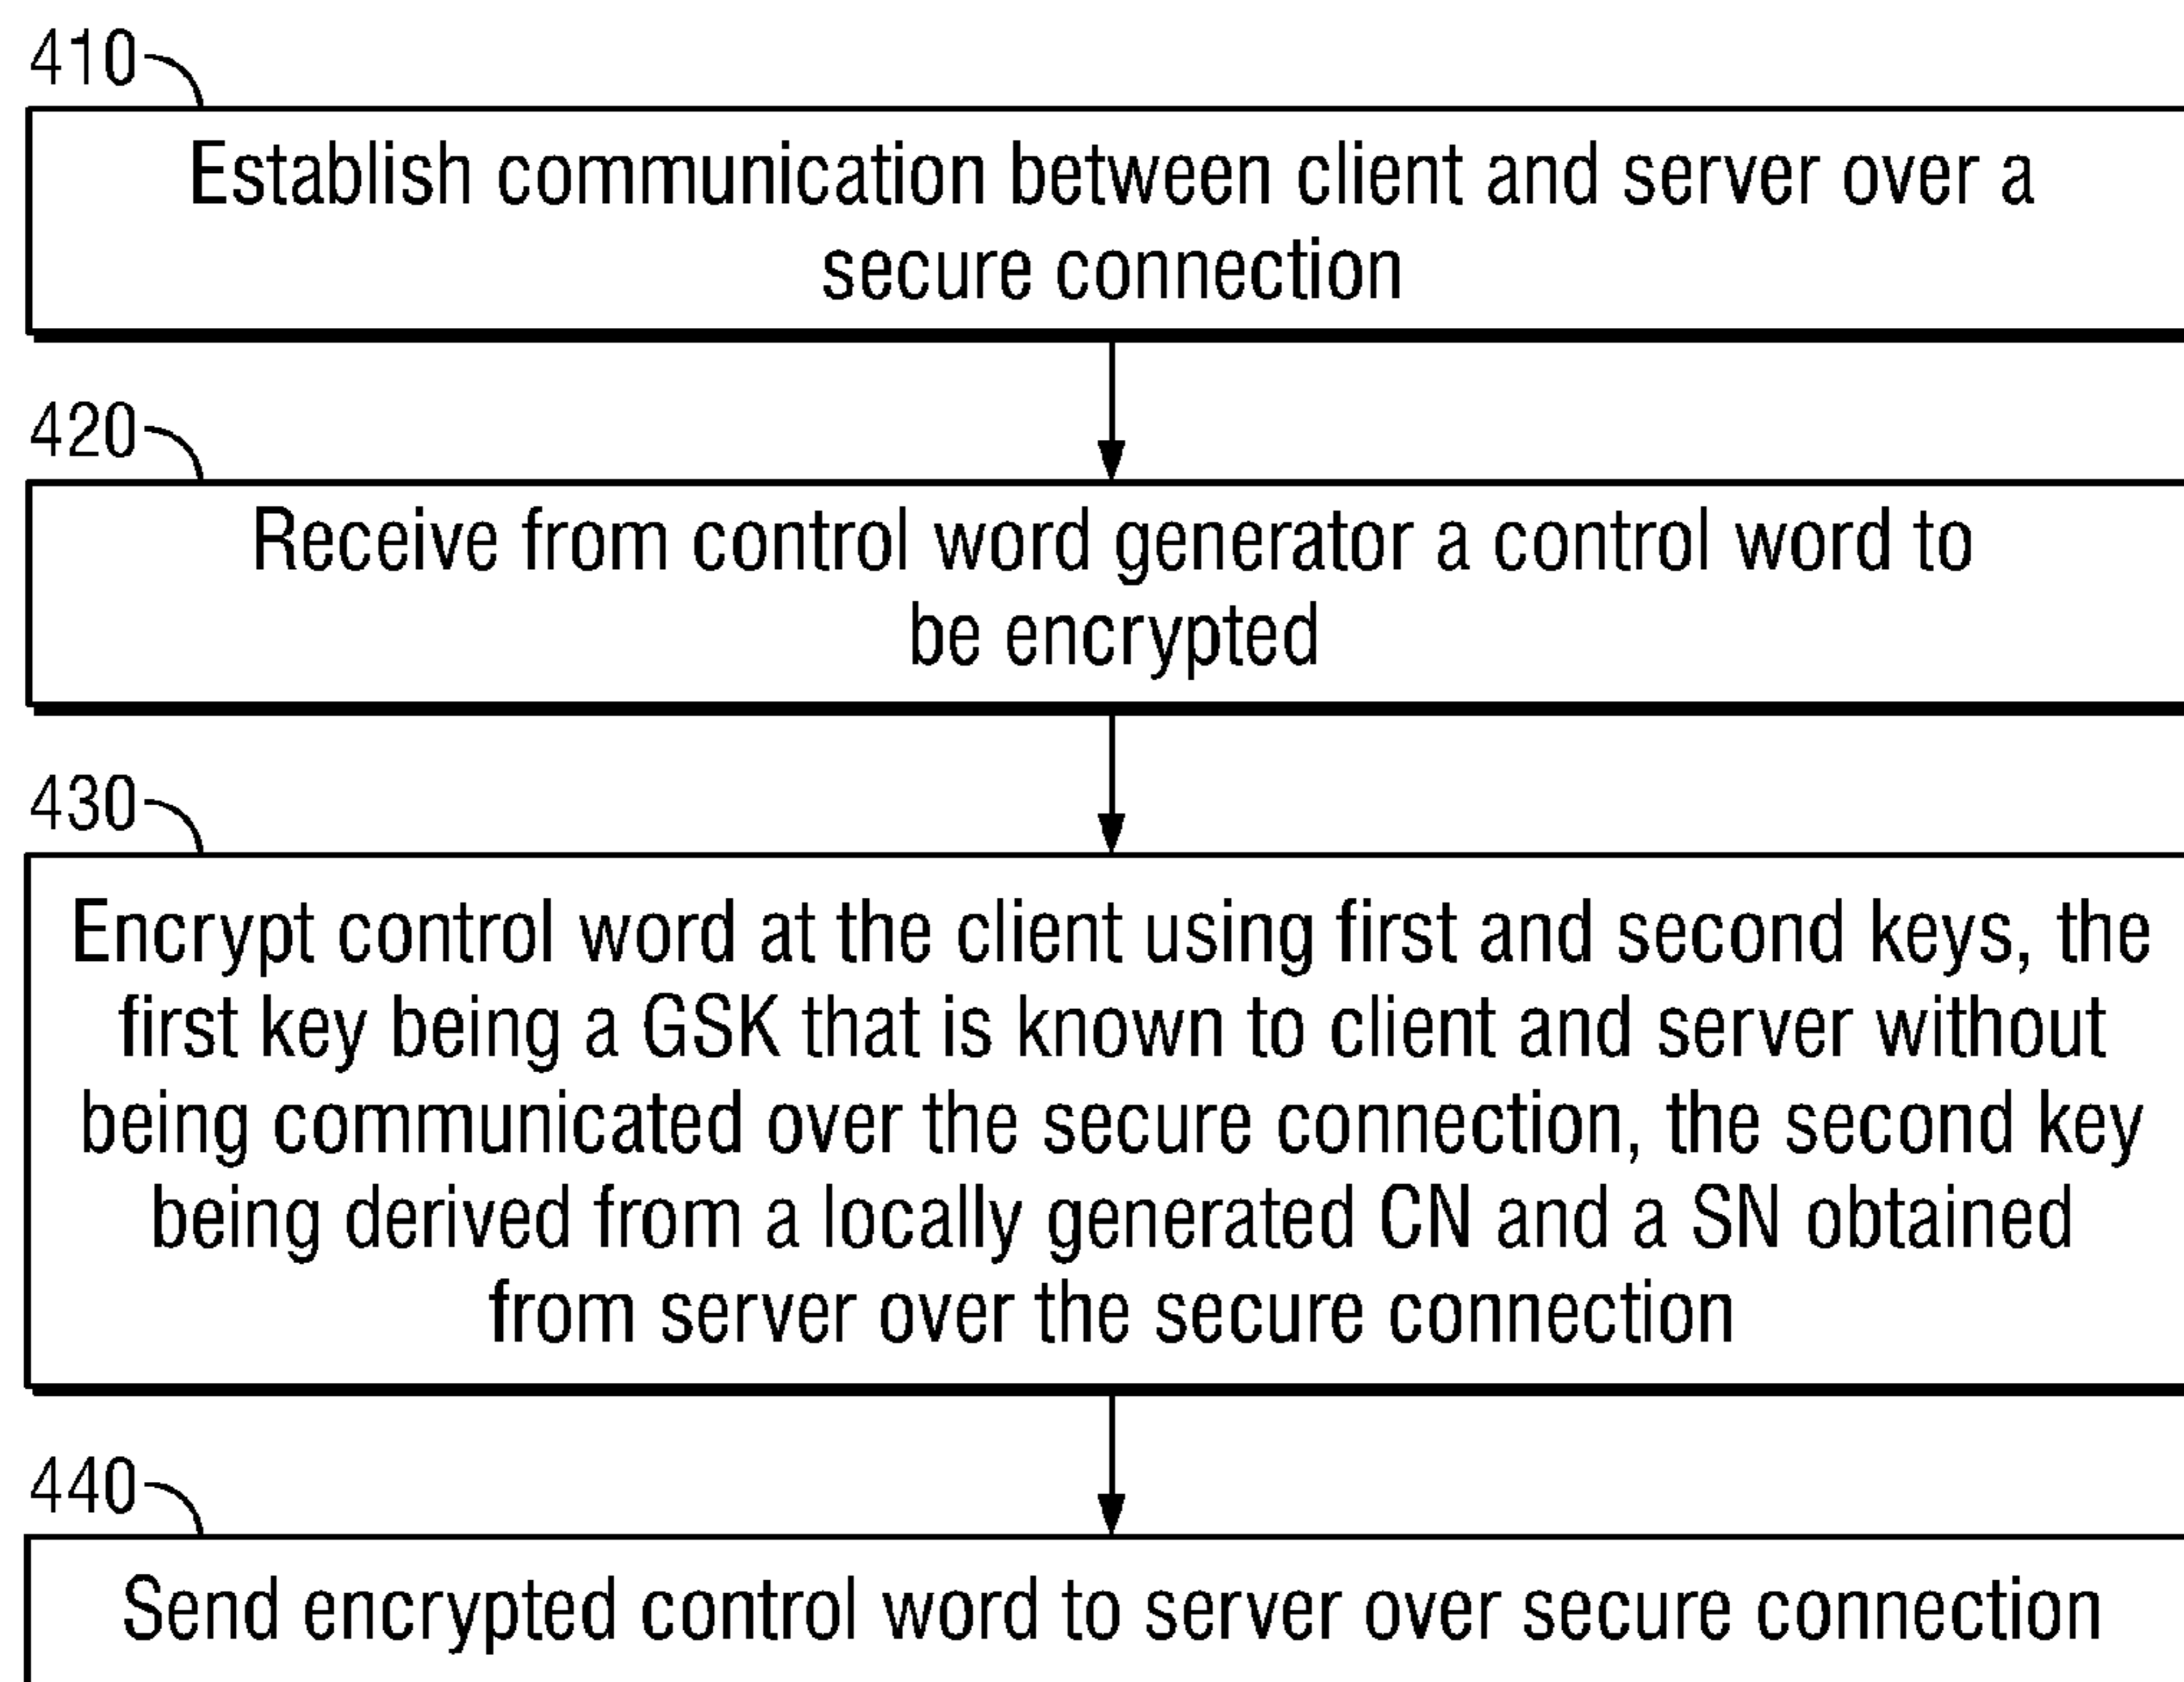 410
Establish communication between client and server over a
secure connection
420
Receive from control word generator a control word to
be encrypted
430
Encrypt control word at the client using first and second keys, the
first key being a GSK that is known to client and server without
being communicated over the secure connection, the second key
being derived from a locally generated CN and a SN obtained
from server over the secure connection
440
Send encrypted control word to server over secure connection